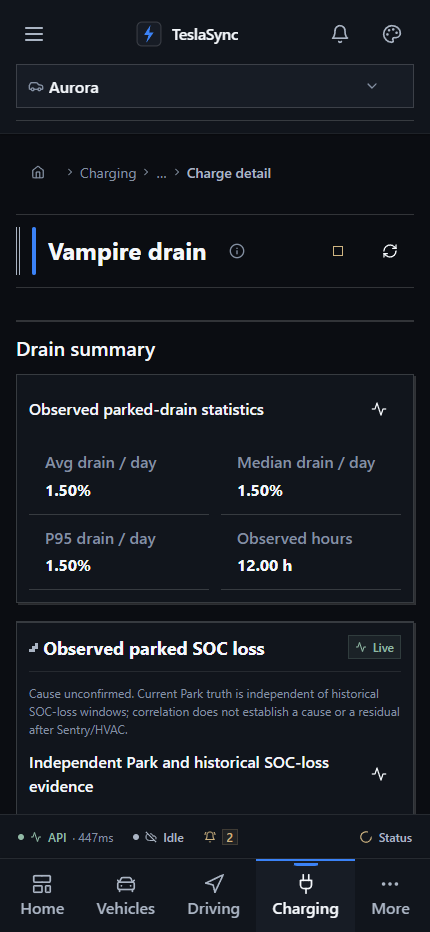 TeslaSync
Aurora
Charging
...
Charge detail
Vampire drain
Drain summary
Observed parked-drain statistics
Avg drain / day
1.50%
Median drain / day
1.50%
P95 drain / day
1.50%
Observed hours
12.00 h
Observed parked SOC loss
Live
Cause unconfirmed. Current Park truth is independent of historical
SOC-loss windows; correlation does not establish a cause or a residual
after Sentry/HVAC.
Independent Park and historical SOC-loss
evidence
API · 447ms
Idle
2
Status
Home
Vehicles
Driving
Charging
More